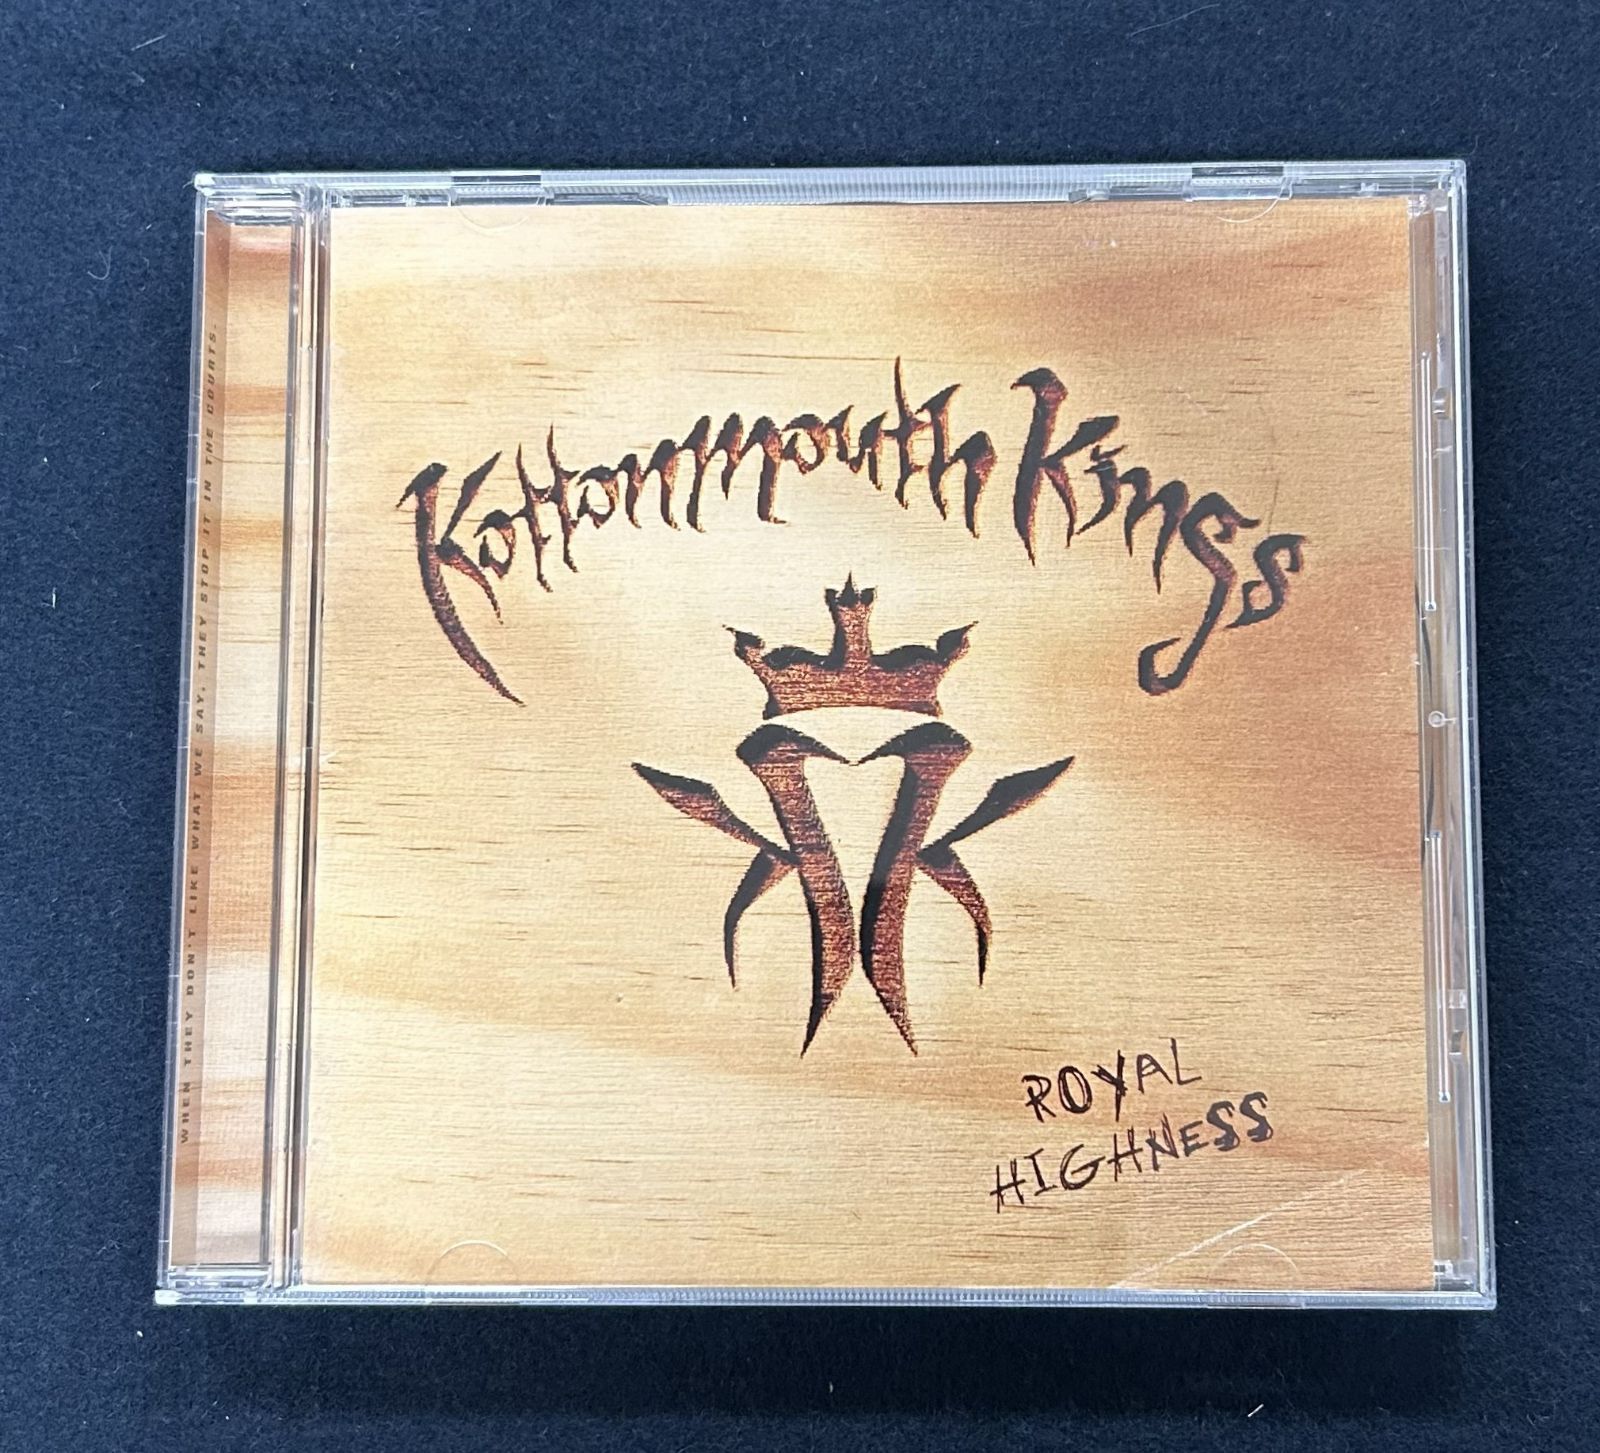 Kottonmouth Kings
ROYAL
HIGHNESS
WHEN THEY DON'T LIKE WHAT WE SAY, THEY STOP IT IN THE COURTS.